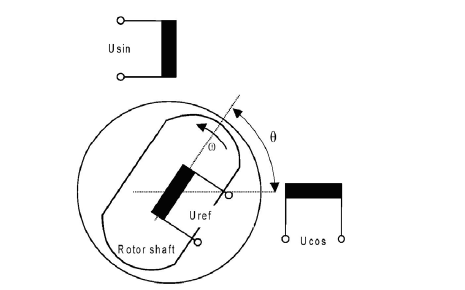 Usin
θ
ω
Uref
Ucos
Rotor shaft